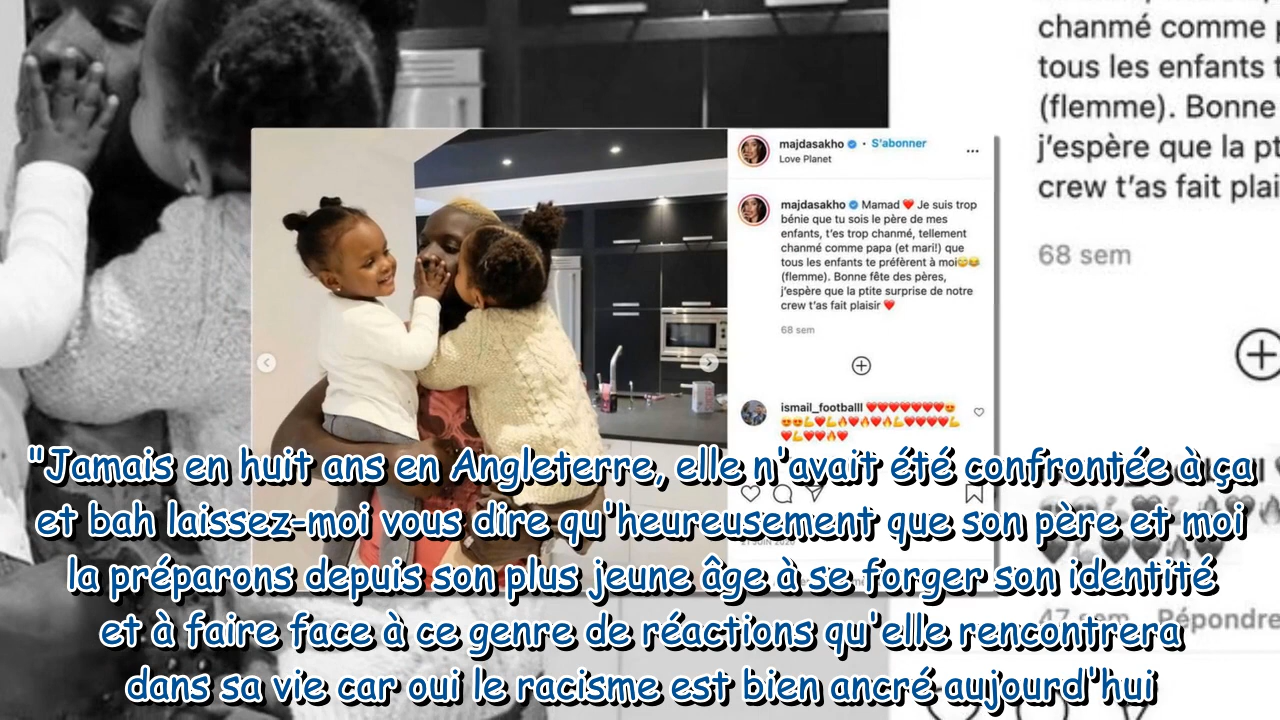 chanmé comme
tous les enfants
(flemme). Bonne
j'espère que la
crew t'as fait
68 sem
majdasakho · S'abonner
Love Planet
majdasakho Mamad ❤️ Je suis trop
bénie que tu sois le père de mes
enfants, t'es trop chanmé, tellement
chanmé comme papa (et mari!) que
tous les enfants te préfèrent à moi😇😂
(flemme). Bonne fête des pères,
j'espère que la ptite surprise de notre
crew t'as fait plaisir ❤️
68 sem
ismail_footballl ❤️❤️❤️❤️❤️❤️❤️😍
😍😍💪❤️💪🔥❤️🔥❤️🔥💪❤️❤️❤️❤️💪
❤️💪❤️❤️🔥❤️
"Jamais en huit ans en Angleterre, elle n'avait été confrontée à ça
et bah laissez-moi vous dire qu'heureusement que son père et moi
la préparons depuis son plus jeune âge à se forger son identité
et à faire face à ce genre de réactions qu'elle rencontrera
dans sa vie car oui le racisme est bien ancré aujourd'hui
47 sem Répondre